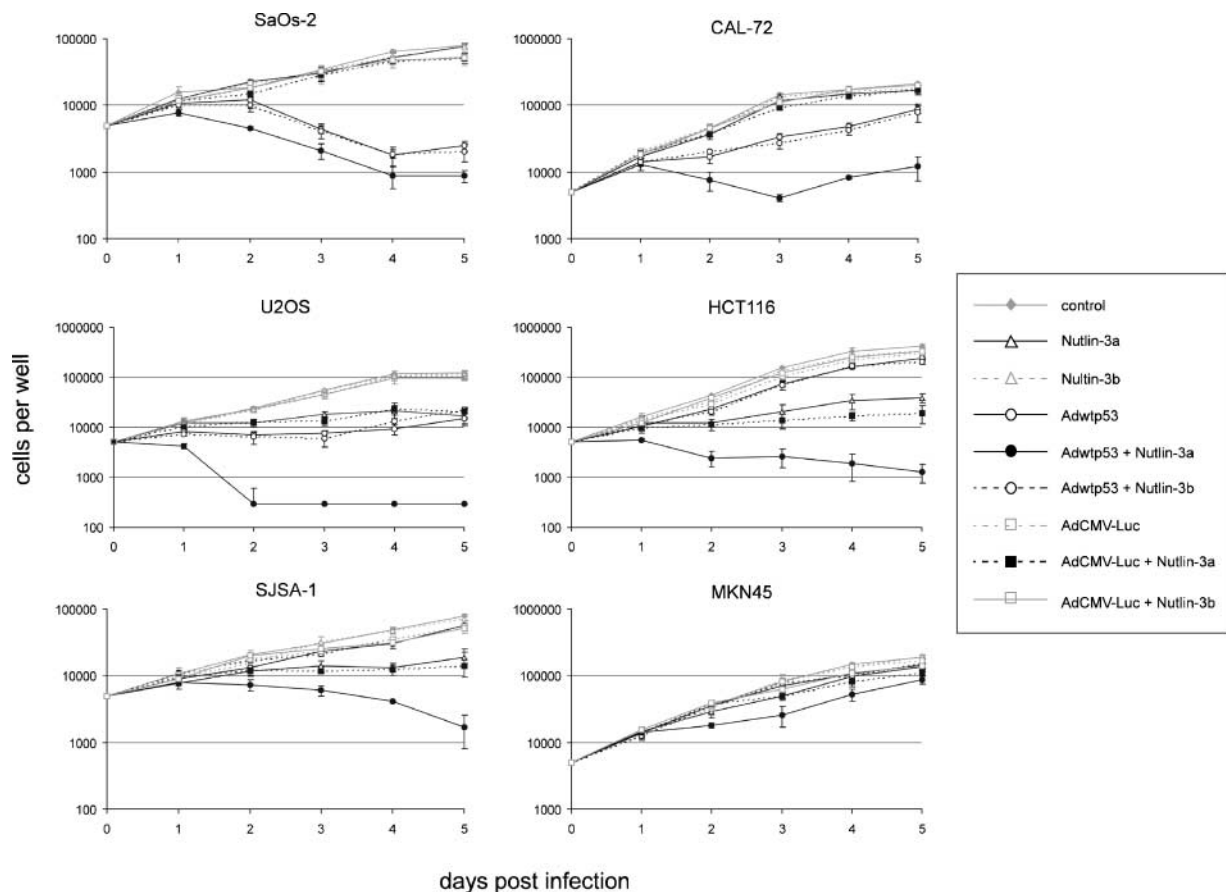 SaOs-2
100000
10000
1000
100
0 1 2 3 4 5
CAL-72
1000000
100000
10000
1000
0 1 2 3 4 5
U2OS
1000000
100000
10000
1000
100
0 1 2 3 4 5
HCT116
1000000
100000
10000
1000
100
0 1 2 3 4 5
SJSA-1
100000
10000
1000
100
0 1 2 3 4 5
MKN45
1000000
100000
10000
1000
0 1 2 3 4 5
cells per well
days post infection
control
Nutlin-3a
Nultin-3b
Adwtp53
Adwtp53 + Nutlin-3a
Adwtp53 + Nutlin-3b
AdCMV-Luc
AdCMV-Luc + Nutlin-3a
AdCMV-Luc + Nutlin-3b